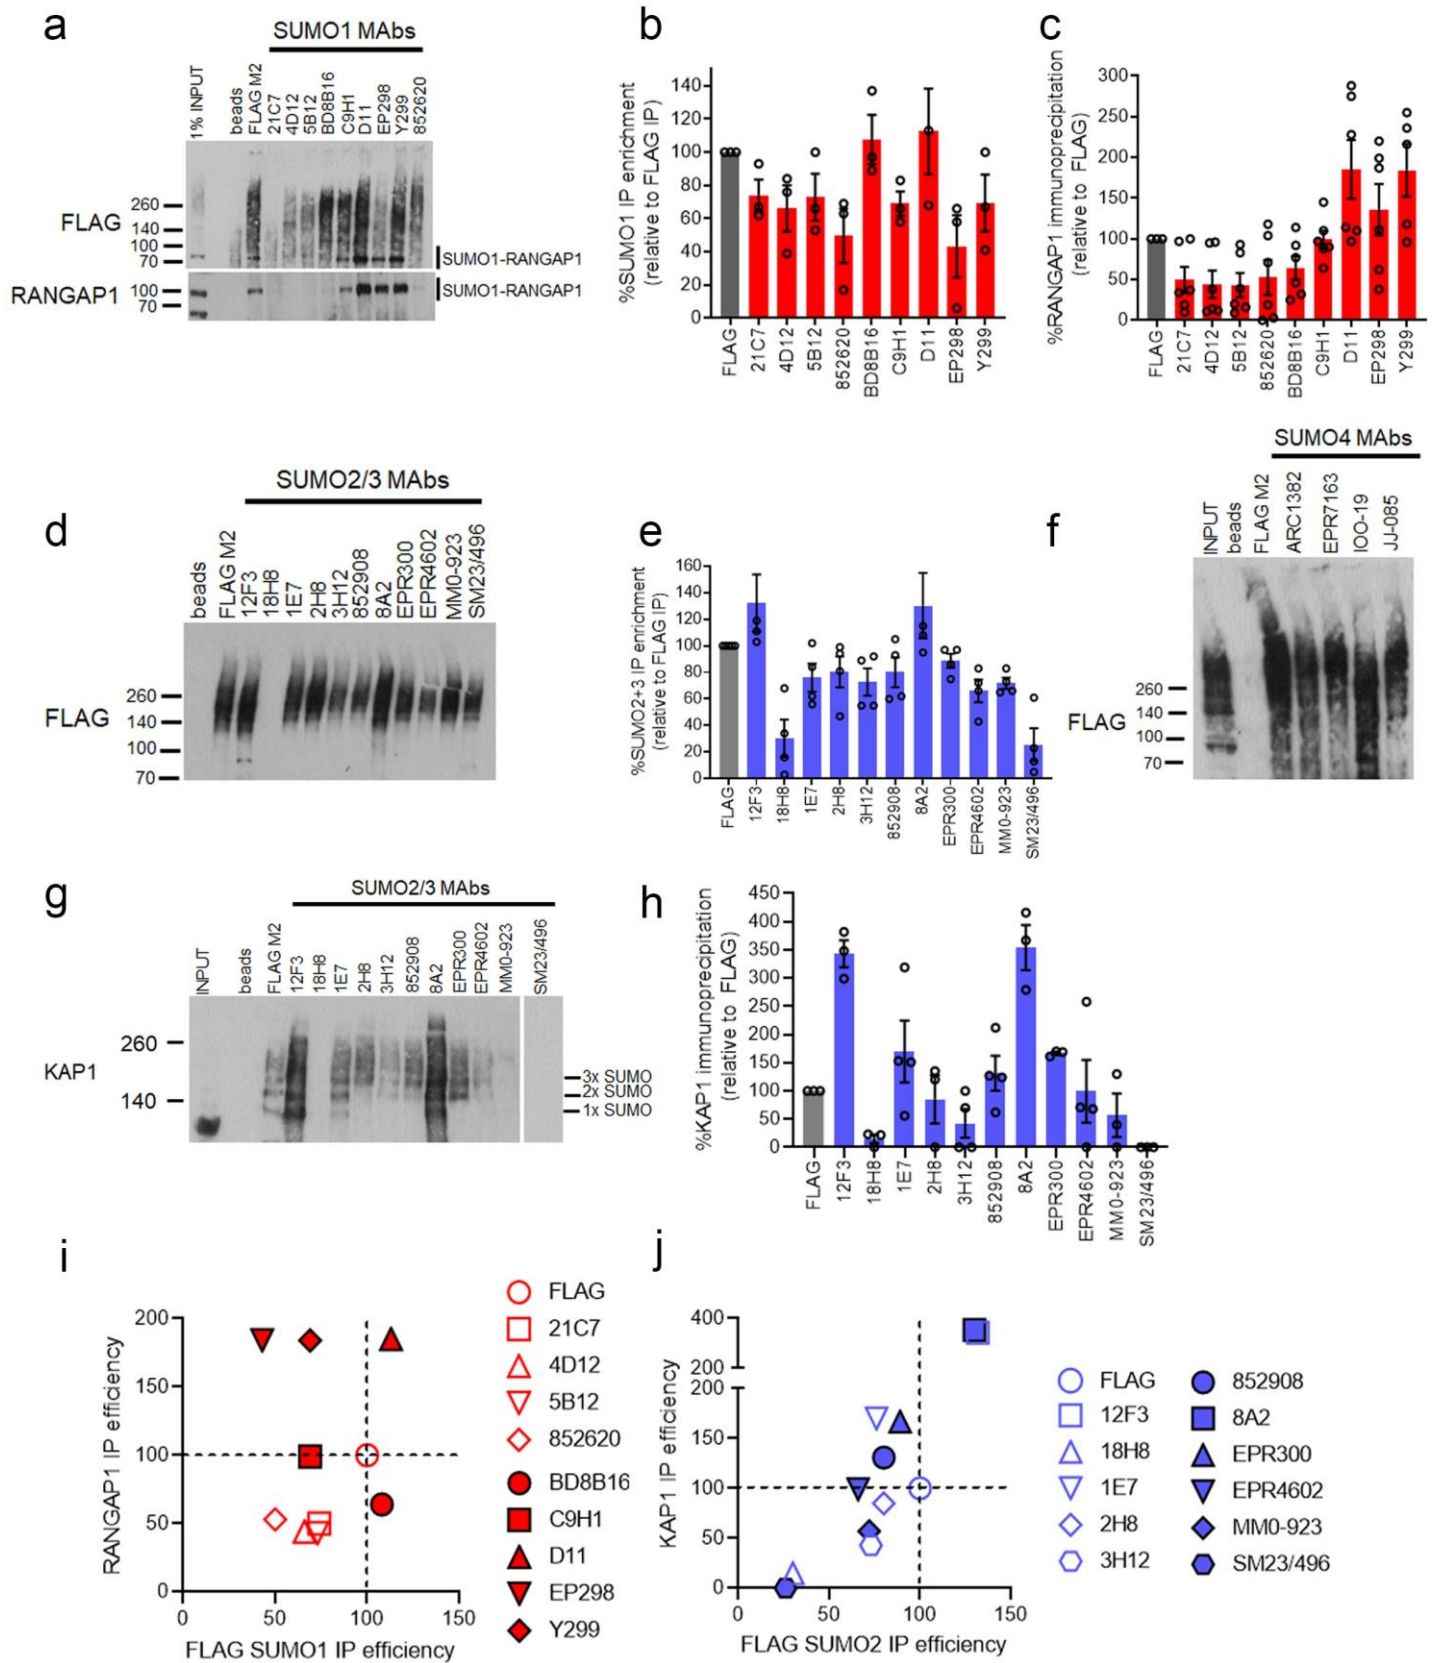 a
SUMO1 MAbs
1% INPUT
beads
FLAG M2
21C7
4D12
5B12
BD8B16
C9H1
D11
EP298
Y299
852620
FLAG
260
140
100
70
SUMO1-RANGAP1
RANGAP1
100
70
SUMO1-RANGAP1
b
%SUMO1 IP enrichment
(relative to FLAG IP)
140
120
100
80
60
40
20
0
FLAG
21C7
4D12
5B12
852620
BD8B16
C9H1
D11
EP298
Y299
c
%RANGAP1 immunoprecipitation
(relative to FLAG)
300
250
200
150
100
50
0
FLAG
21C7
4D12
5B12
852620
BD8B16
C9H1
D11
EP298
Y299
d
SUMO2/3 MAbs
beads
FLAG M2
12F3
18H8
1E7
2H8
3H12
852908
8A2
EPR300
EPR4602
MM0-923
SM23/496
FLAG
260
140
100
70
e
%SUMO2+3 IP enrichment
(relative to FLAG IP)
160
140
120
100
80
60
40
20
0
FLAG
12F3
18H8
1E7
2H8
3H12
852908
8A2
EPR300
EPR4602
MM0-923
SM23/496
f
SUMO4 MAbs
INPUT
beads
FLAG M2
ARC1382
EPR7163
IOO-19
JJ-085
FLAG
260
140
100
70
g
SUMO2/3 MAbs
INPUT
beads
FLAG M2
12F3
18H8
1E7
2H8
3H12
852908
8A2
EPR300
EPR4602
MM0-923
SM23/496
KAP1
260
140
3x SUMO
2x SUMO
1x SUMO
h
%KAP1 immunoprecipitation
(relative to FLAG)
450
400
350
300
250
200
150
100
50
0
FLAG
12F3
18H8
1E7
2H8
3H12
852908
8A2
EPR300
EPR4602
MM0-923
SM23/496
i
RANGAP1 IP efficiency
200
150
100
50
0
0 50 100 150
FLAG SUMO1 IP efficiency
FLAG
21C7
4D12
5B12
852620
BD8B16
C9H1
D11
EP298
Y299
j
KAP1 IP efficiency
400
200
200
150
100
50
0
0 50 100 150
FLAG SUMO2 IP efficiency
FLAG
12F3
18H8
1E7
2H8
3H12
852908
8A2
EPR300
EPR4602
MM0-923
SM23/496